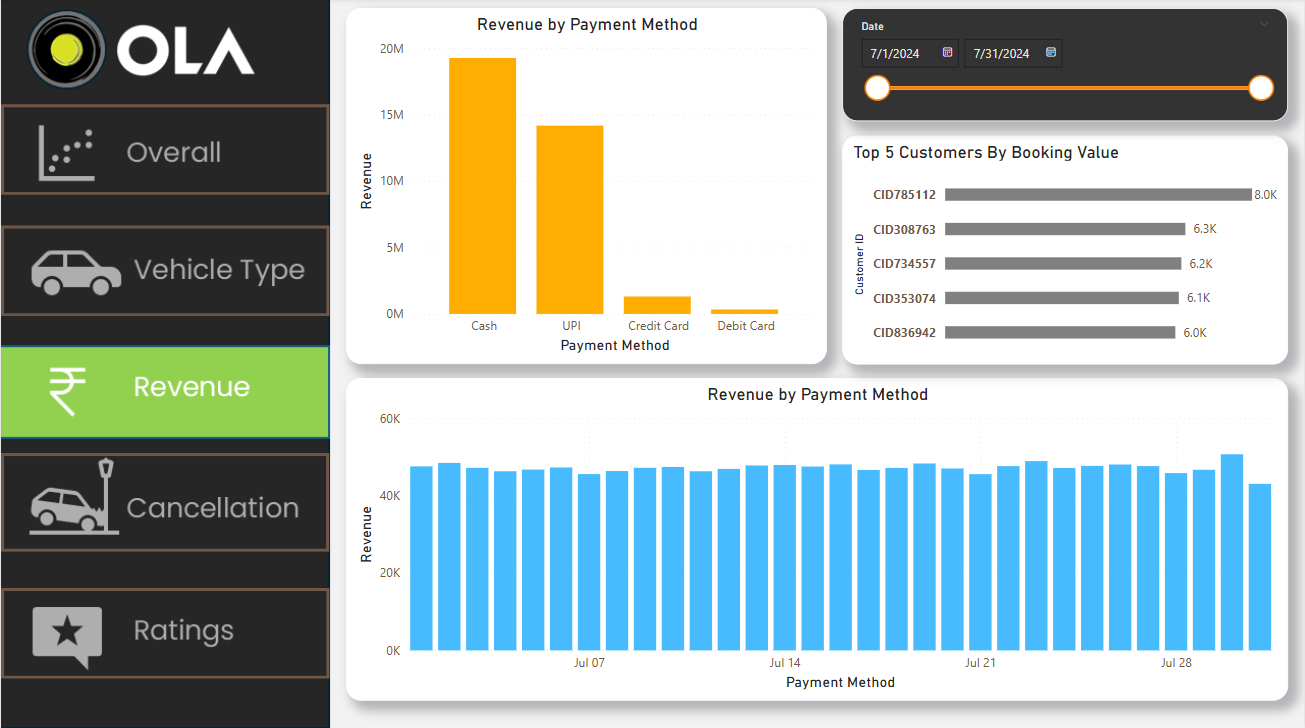 OLA
Overall
Vehicle Type
Revenue
Cancellation
Ratings
Revenue by Payment Method
20M
15M
10M
5M
0M
Revenue
Cash UPI Credit Card Debit Card
Payment Method
Date
7/1/2024 7/31/2024
Top 5 Customers By Booking Value
Customer ID
CID785112 8.0K
CID308763 6.3K
CID734557 6.2K
CID353074 6.1K
CID836942 6.0K
Revenue by Payment Method
60K
40K
20K
0K
Revenue
Jul 07 Jul 14 Jul 21 Jul 28
Payment Method